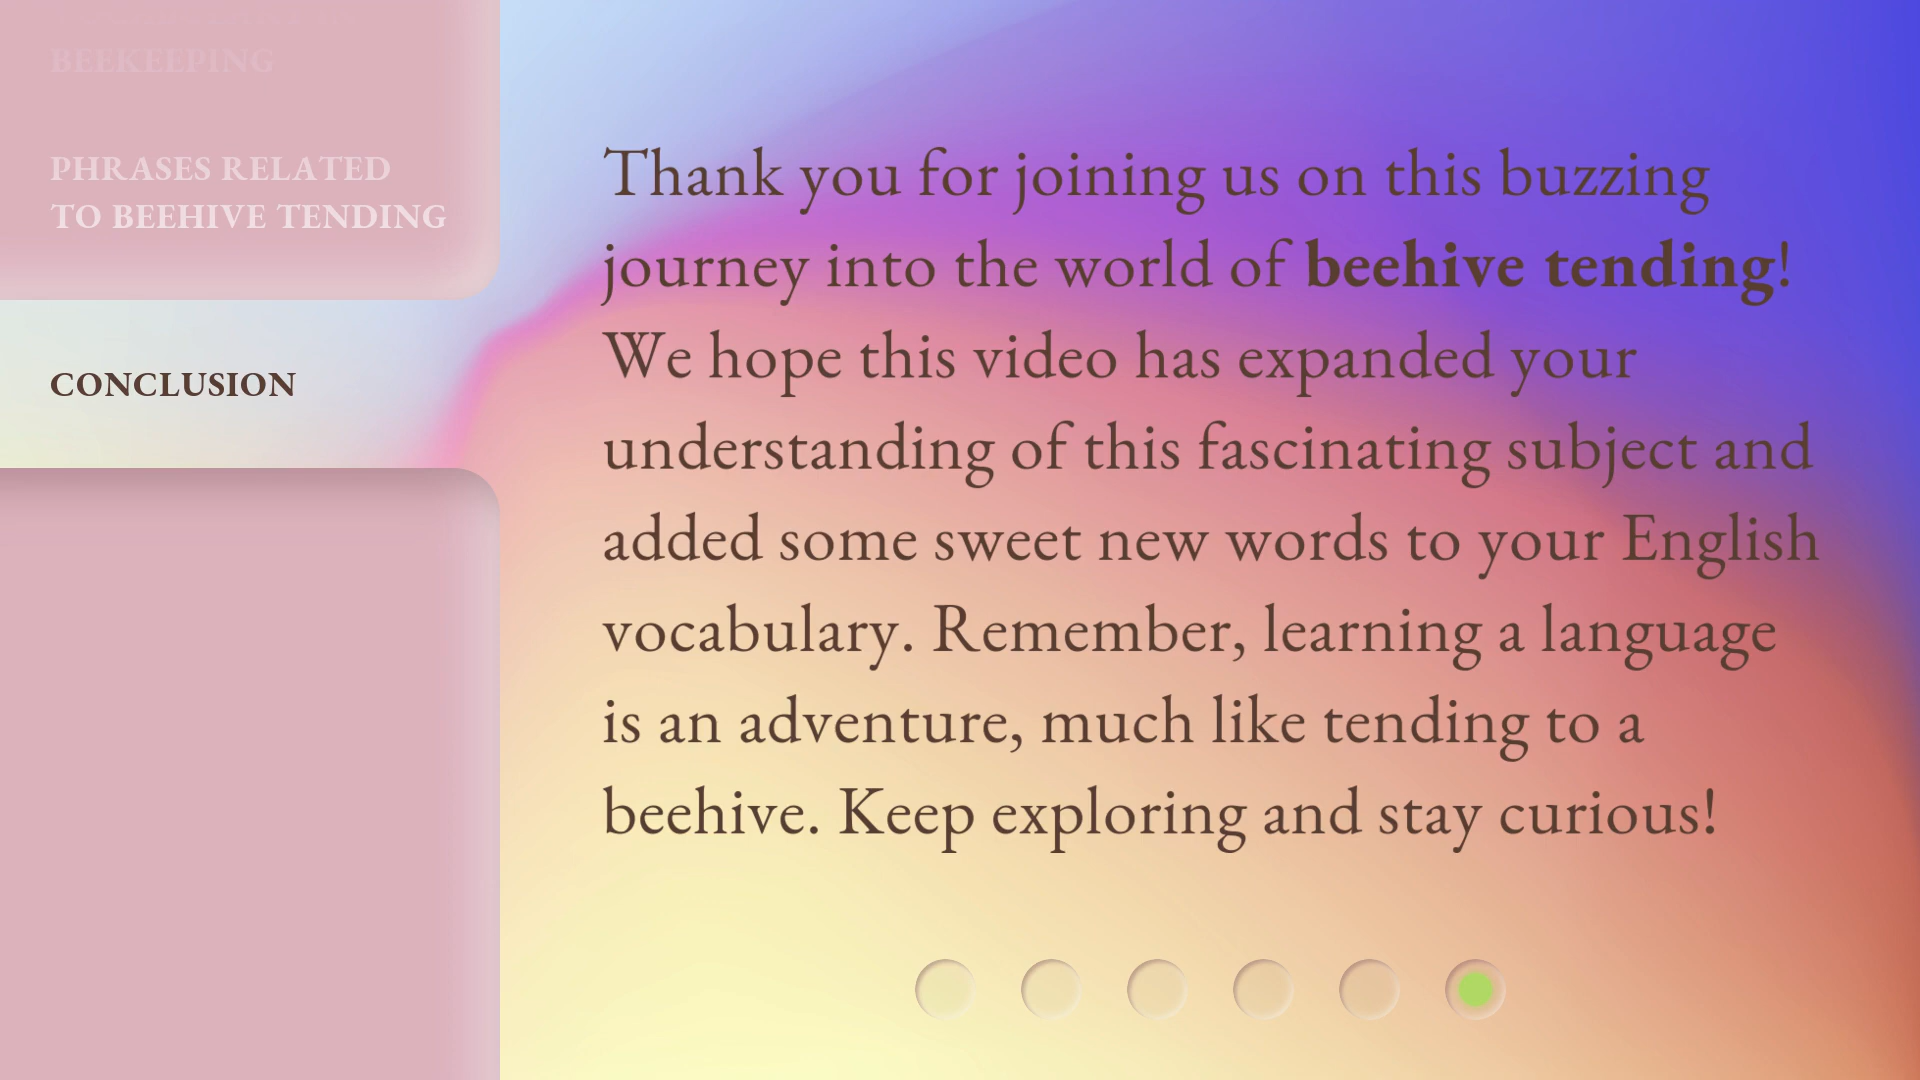 BEEKEEPING
PHRASES RELATED
TO BEEHIVE TENDING
CONCLUSION
Thank you for joining us on this buzzing
journey into the world of beehive tending!
We hope this video has expanded your
understanding of this fascinating subject and
added some sweet new words to your English
vocabulary. Remember, learning a language
is an adventure, much like tending to a
beehive. Keep exploring and stay curious!